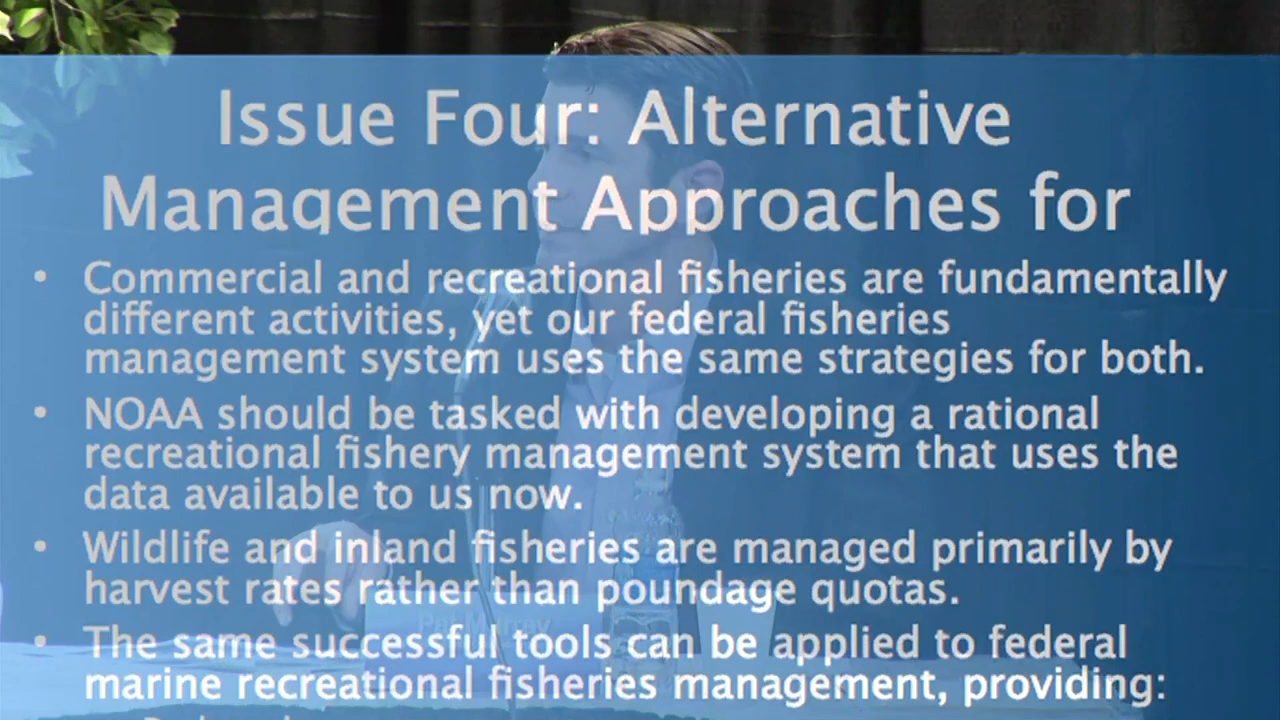 Issue Four: Alternative
Management Approaches for
• Commercial and recreational fisheries are fundamentally
different activities, yet our federal fisheries
management system uses the same strategies for both.
• NOAA should be tasked with developing a rational
recreational fishery management system that uses the
data available to us now.
• Wildlife and inland fisheries are managed primarily by
harvest rates rather than poundage quotas.
Pat Murray
• The same successful tools can be applied to federal
marine recreational fisheries management, providing: